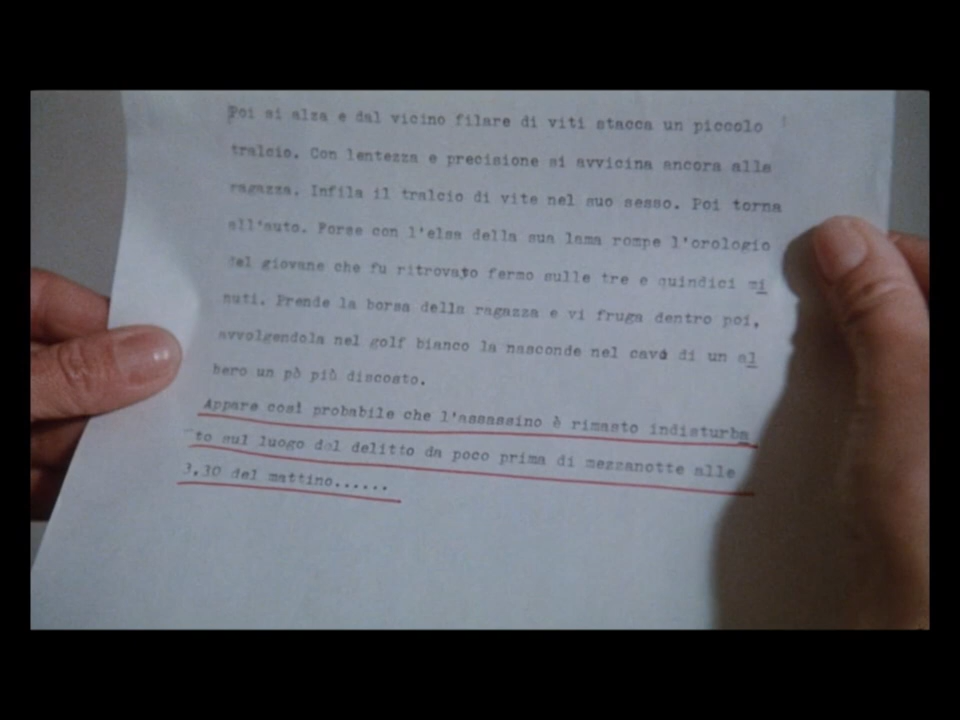 Poi si alza e dal vicino filare di viti stacca un piccolo
tralcio. Con lentezza e precisione si avvicina ancora alla
ragazza. Infila il tralcio di vite nel suo sesso. Poi torna
all'auto. Forse con l'elsa della sua lama rompe l'orologio
del giovane che fu ritrovato fermo sulle tre e quindici mi
nuti. Prende la borsa della ragazza e vi fruga dentro poi,
avvolgendola nel golf bianco la nasconde nel cavo di un al
bero un pò più discosto.
Appare così probabile che l'assassino è rimasto indisturba
to sul luogo del delitto da poco prima di mezzanotte alle
3,30 del mattino......